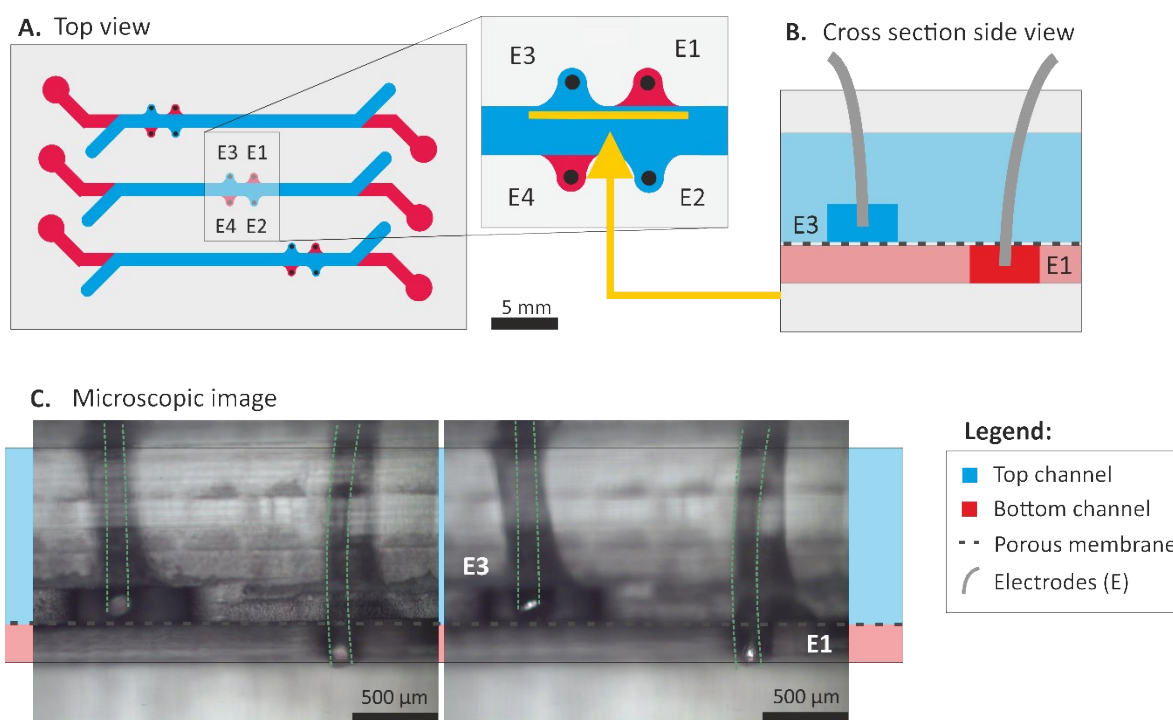 A. Top view
E3 E1
E4 E2
E3
E1
E4
E2
5 mm
B. Cross section side view
E3
E1
C. Microscopic image
E3
E1
500 µm
500 µm
Legend:
Top channel
Bottom channel
Porous membrane
Electrodes (E)